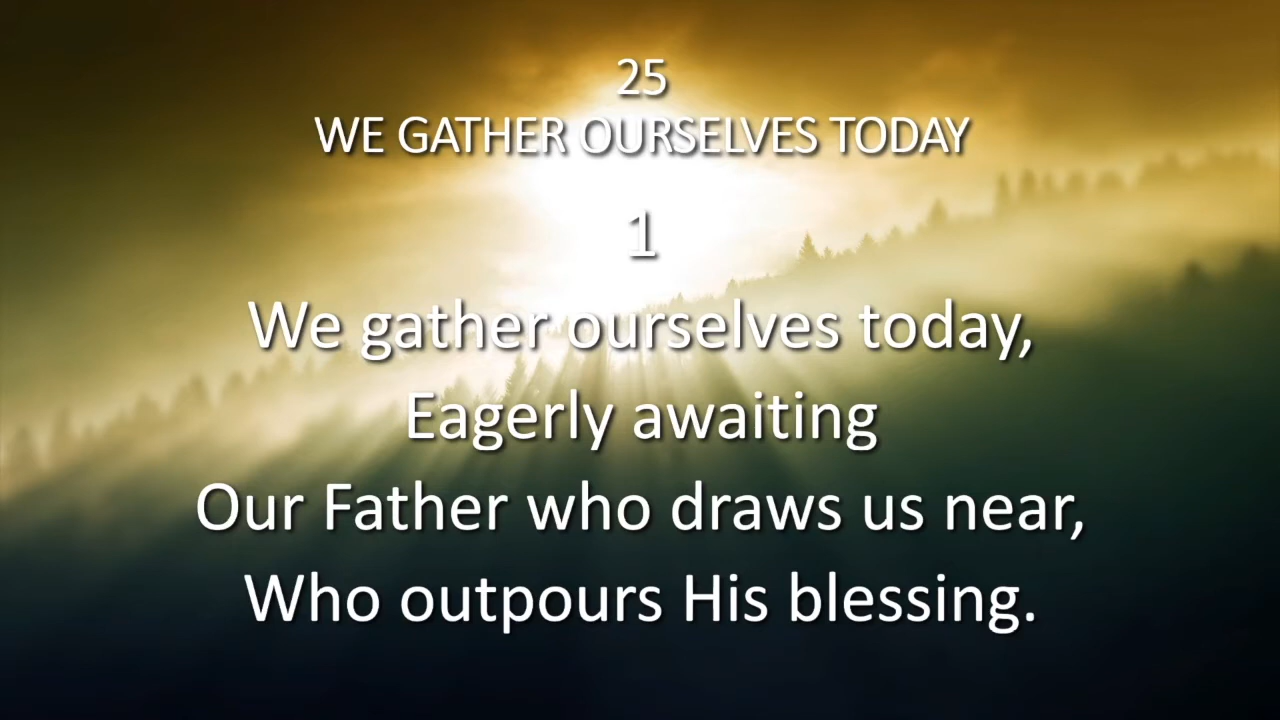 25
WE GATHER OURSELVES TODAY
1
We gather ourselves today,
Eagerly awaiting
Our Father who draws us near,
Who outpours His blessing.